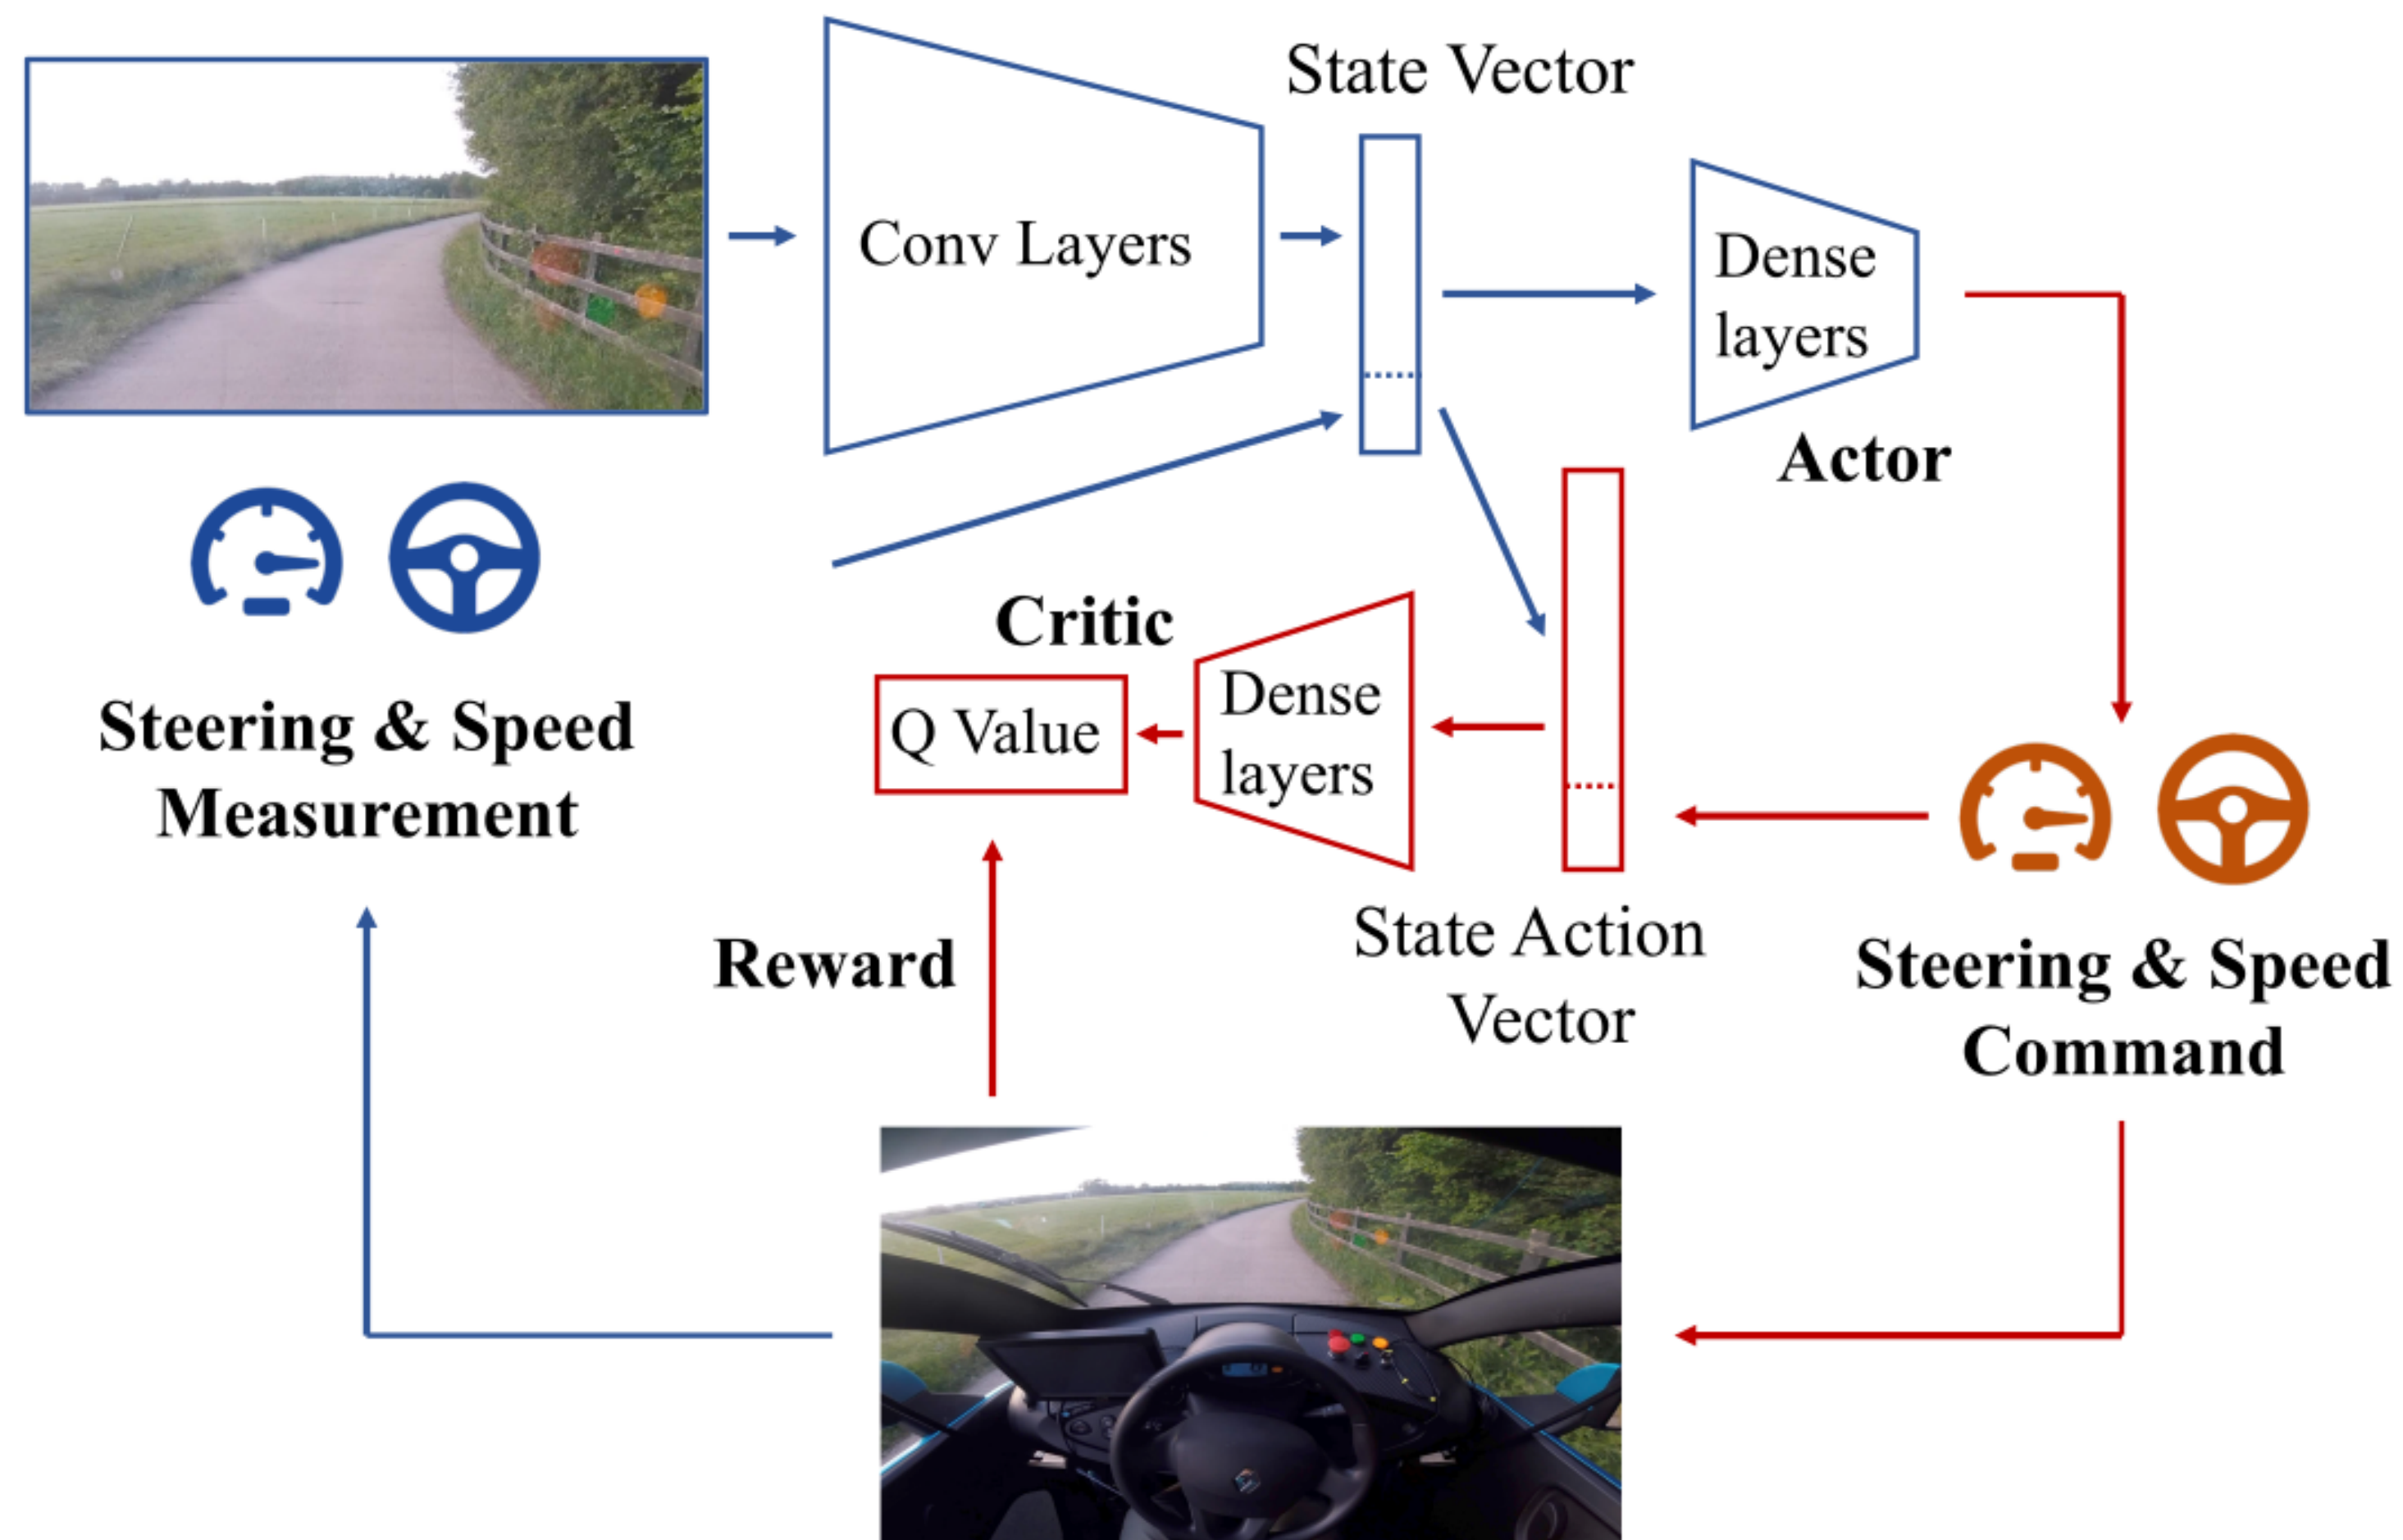 State Vector
Conv Layers
Dense
layers
Actor
Critic
Dense
layers
Q Value
Steering & Speed
Measurement
State Action
Vector
Reward
Steering & Speed
Command